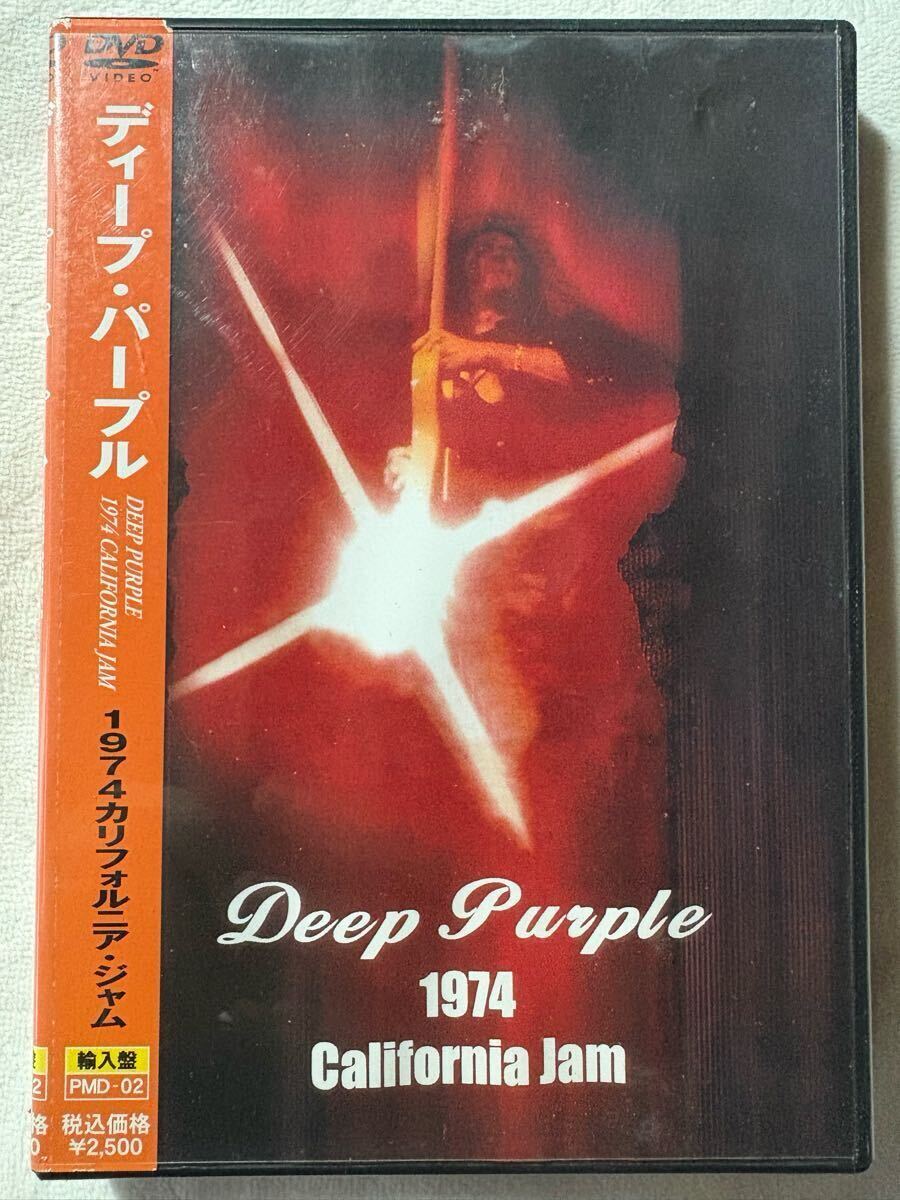 DVD
VIDEO™
ディープ・パープル
DEEP PURPLE
1974 CALIFORNIA JAM
1974カリフォルニア・ジャム
輸入盤
PMD-02
税込価格
¥2,500
Deep Purple
1974
California Jam